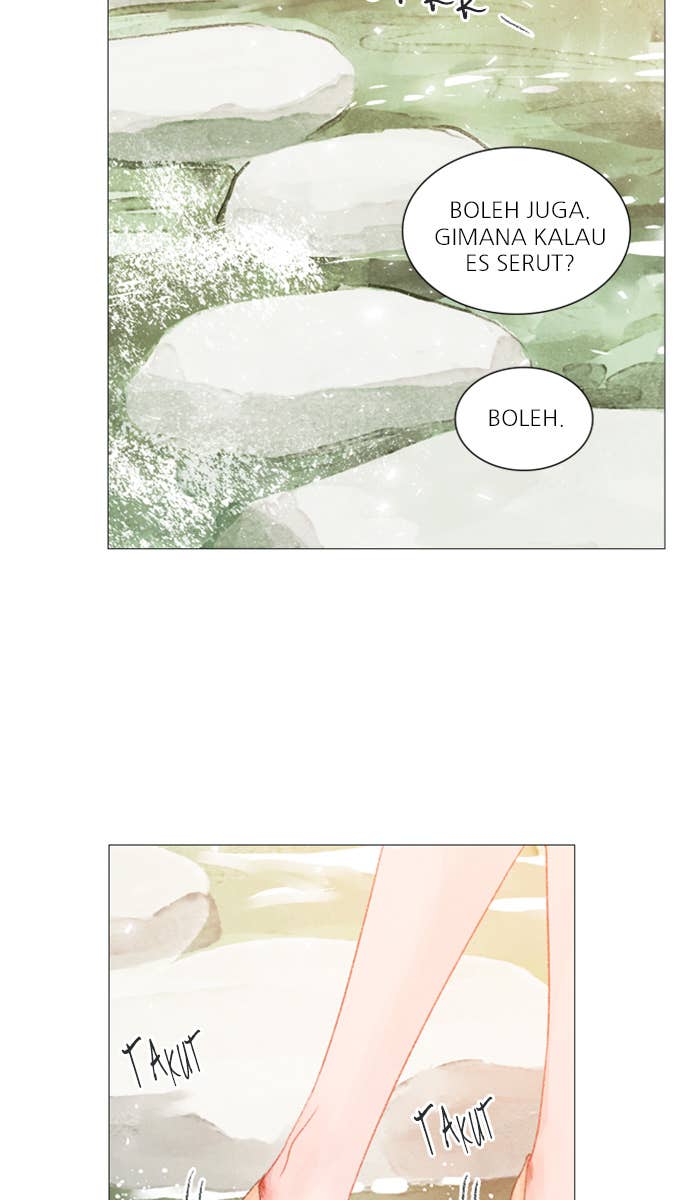 BOLEH JUGA.
GIMANA KALAU
ES SERUT?
BOLEH.
TAKUT
TAKUT